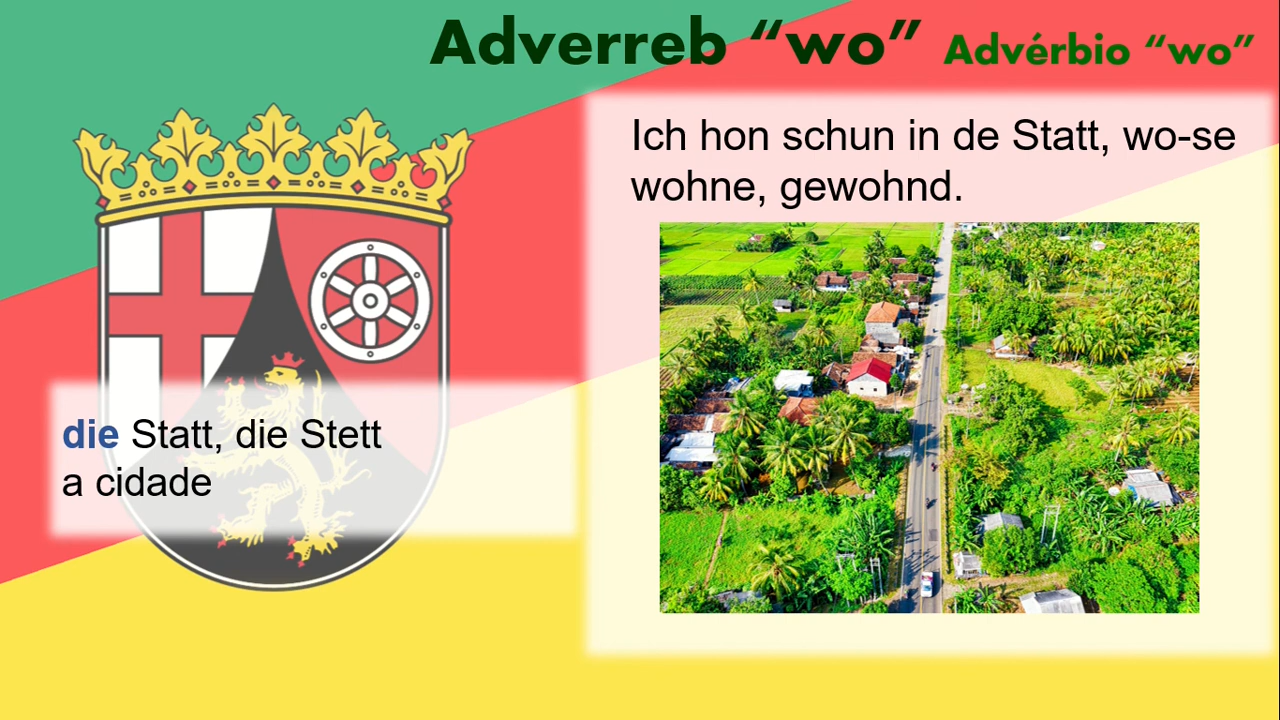 Adverreb “wo” Advérbio “wo”
Ich hon schun in de Statt, wo-se
wohne, gewohnd.
die Statt, die Stett
a cidade